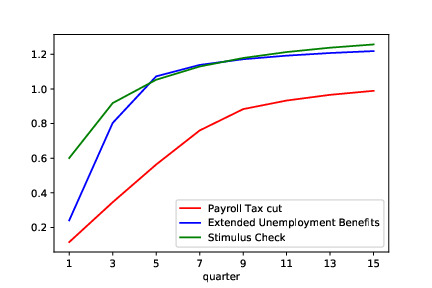 1.2
1.0
0.8
0.6
0.4
0.2
Payroll Tax cut
Extended Unemployment Benefits
Stimulus Check
1 3 5 7 9 11 13 15
quarter